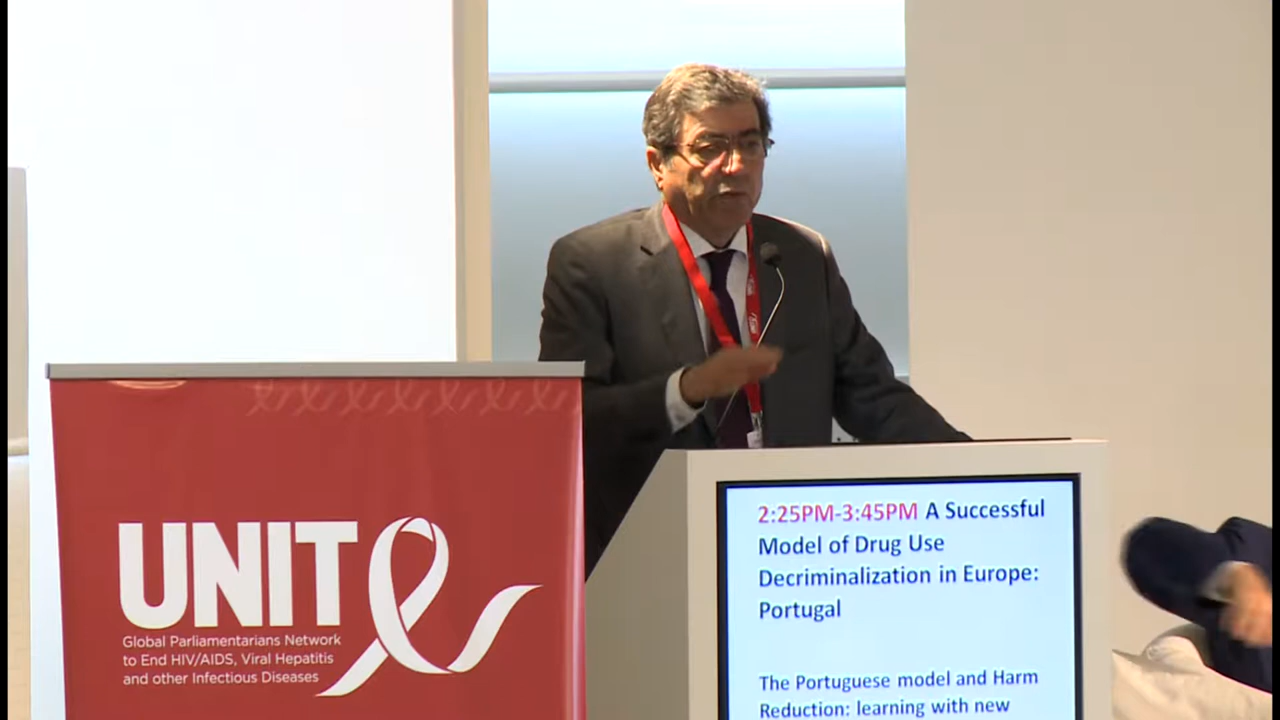 UNITE
Global Parliamentarians Network
to End HIV/AIDS, Viral Hepatitis
and other Infectious Diseases
2:25PM-3:45PM A Successful
Model of Drug Use
Decriminalization in Europe:
Portugal
The Portuguese model and Harm
Reduction: learning with new